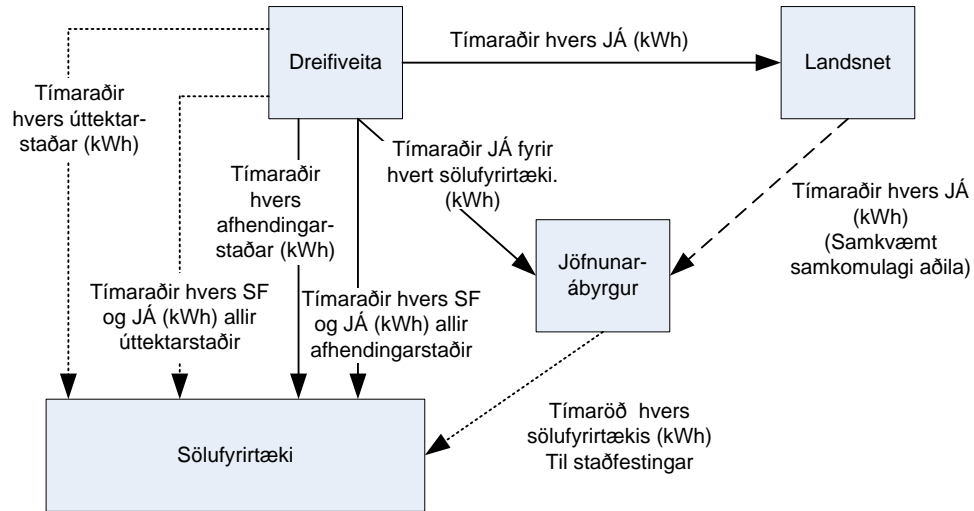 Tímaraðir hvers JÁ (kWh)
Dreifiveita
Landsnet
Tímaraðir
hvers úttektar-
staðar (kWh)
Tímaraðir JÁ fyrir
hvert sölufyrirtæki.
(kWh)
Tímaraðir
hvers
afhendingar-
staðar (kWh)
Tímaraðir hvers JÁ
(kWh)
(Samkvæmt
samkomulagi aðila)
Jöfnunar-
ábyrgur
Tímaraðir hvers SF
og JÁ (kWh) allir
úttektarstaðir
Tímaraðir hvers SF
og JÁ (kWh) allir
afhendingarstaðir
Tímaröð hvers
sölufyrirtækis (kWh)
Til staðfestingar
Sölufyrirtæki